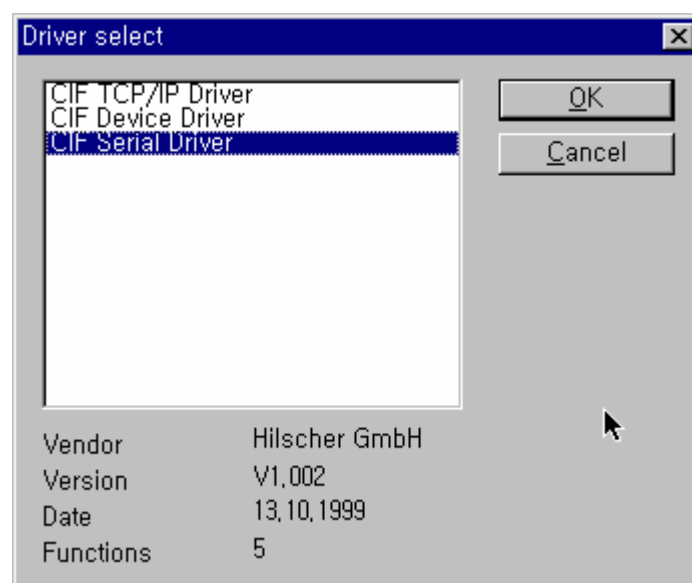 Driver select
CIF TCP/IP Driver
CIF Device Driver
CIF Serial Driver
OK
Cancel
Vendor Hilscher GmbH
Version V1,002
Date 13,10,1999
Functions 5